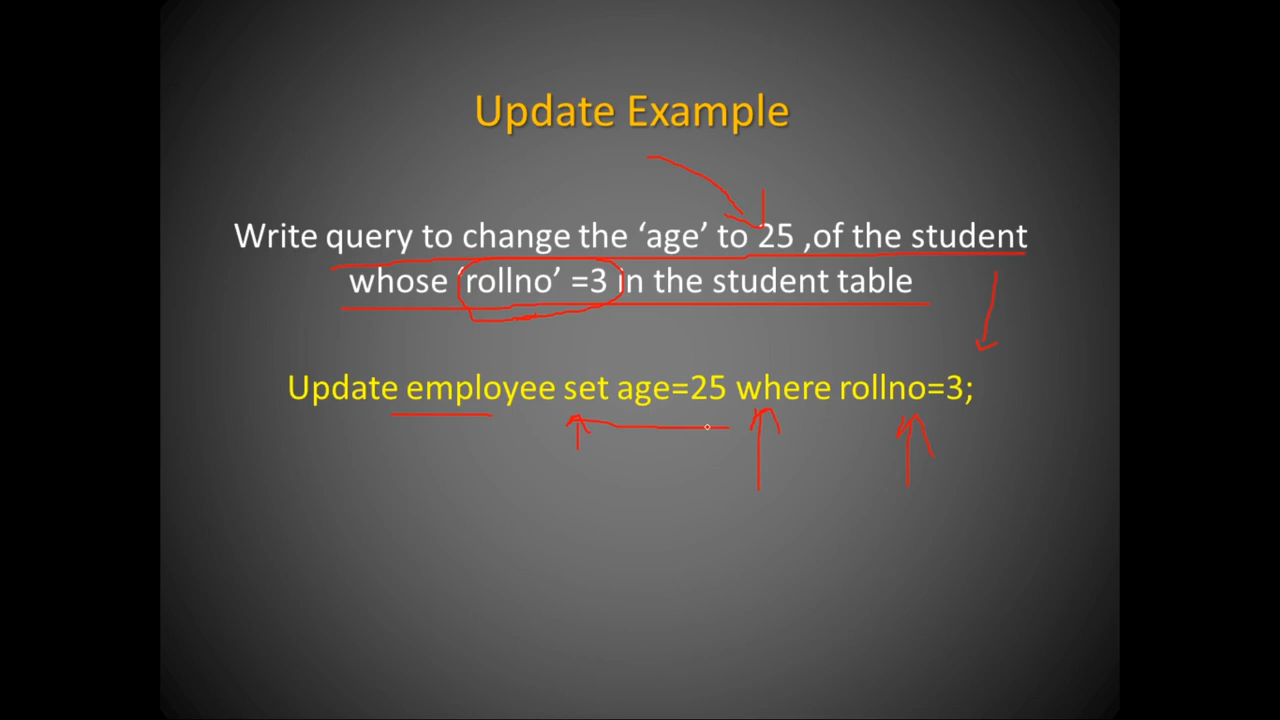 Update Example
Write query to change the ‘age’ to 25 ,of the student
whose ‘rollno’ =3 in the student table
Update employee set age=25 where rollno=3;